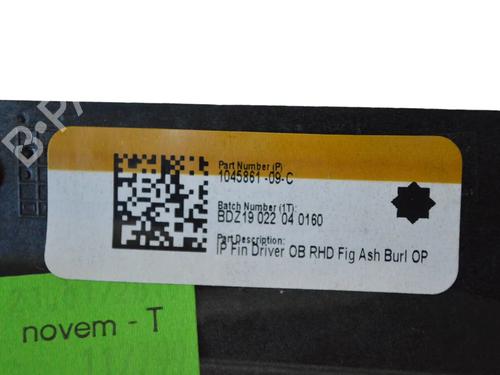 B-PA
Part Number (P)
1045861 -09-C
Batch Number (1T)
BDZ19 022 04 0160
Part Description:
IP Fin Driver OB RHD Fig Ash Burl OP
novem - T